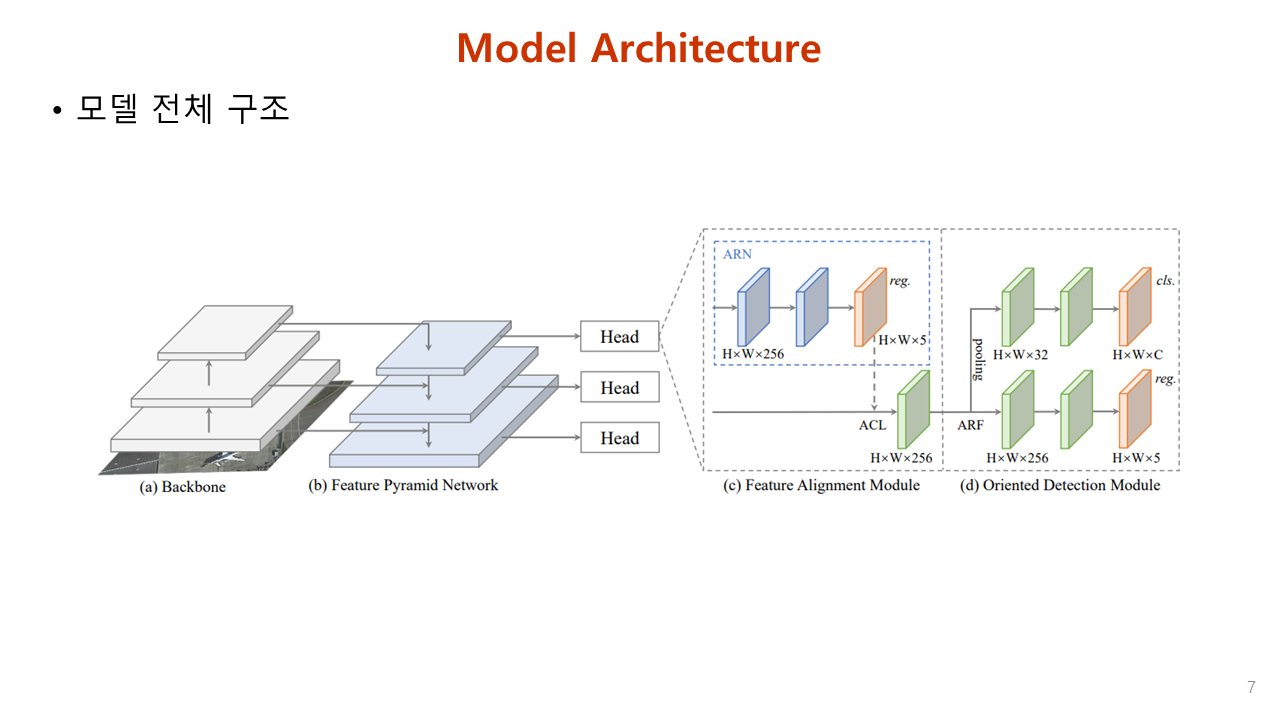 Model Architecture
• 모델 전체 구조
ARN
reg.
H×W×256
H×W×5
Head
Head
Head
ACL
H×W×256
pooling
ARF
cls.
H×W×32
H×W×C
reg.
H×W×256
H×W×5
(a) Backbone
(b) Feature Pyramid Network
(c) Feature Alignment Module
(d) Oriented Detection Module
7